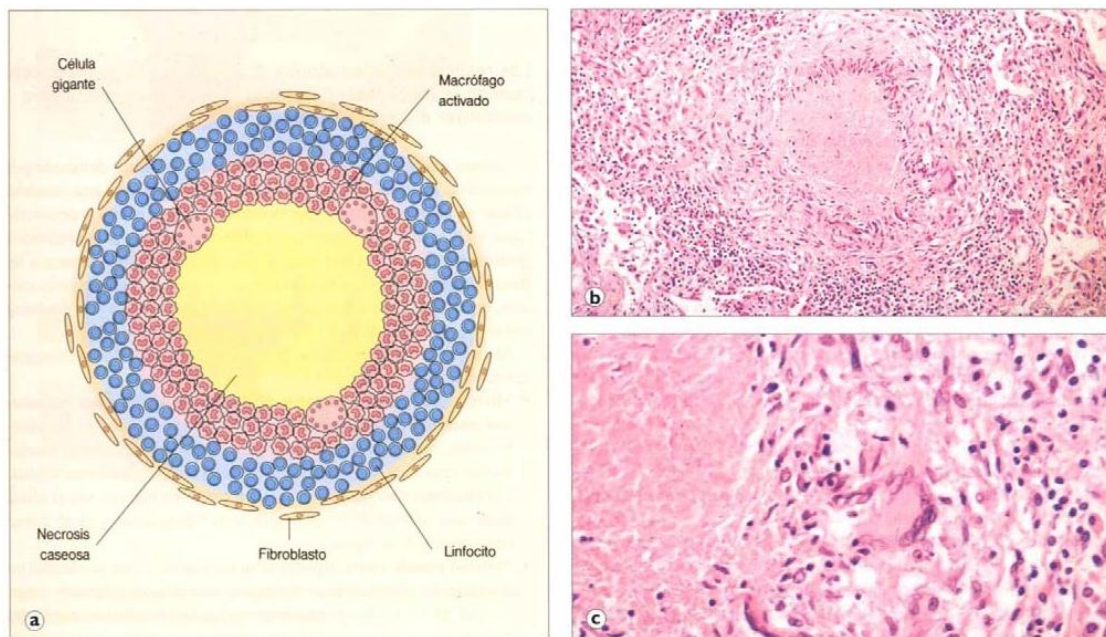 Célula
gigante
Macrófago
activado
Necrosis
caseosa
Fibroblasto
Linfocito
a
b
c